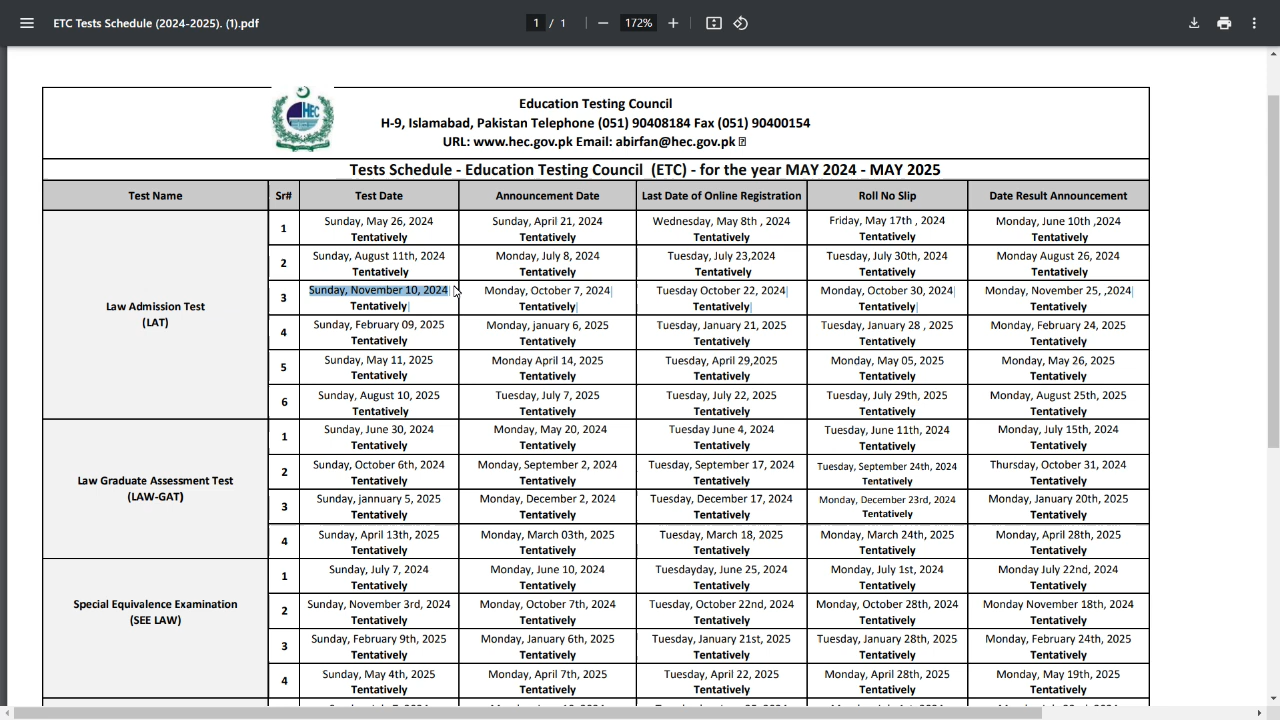 ETC Tests Schedule (2024-2025). (1).pdf
1 / 1
172%
HEC
Education Testing Council
H-9, Islamabad, Pakistan Telephone (051) 90408184 Fax (051) 90400154
URL: www.hec.gov.pk Email: abirfan@hec.gov.pk
Tests Schedule - Education Testing Council (ETC) - for the year MAY 2024 - MAY 2025
Test Name Sr# Test Date Announcement Date Last Date of Online Registration Roll No Slip Date Result Announcement
Law Admission Test
(LAT)
1 Sunday, May 26, 2024 Sunday, April 21, 2024 Wednesday, May 8th , 2024 Friday, May 17th , 2024 Monday, June 10th ,2024
Tentatively Tentatively Tentatively Tentatively Tentatively
2 Sunday, August 11th, 2024 Monday, July 8, 2024 Tuesday, July 23,2024 Tuesday, July 30th, 2024 Monday August 26, 2024
Tentatively Tentatively Tentatively Tentatively Tentatively
3 Sunday, November 10, 2024 Monday, October 7, 2024 Tuesday October 22, 2024 Monday, October 30, 2024 Monday, November 25, ,2024
Tentatively Tentatively Tentatively Tentatively Tentatively
4 Sunday, February 09, 2025 Monday, january 6, 2025 Tuesday, January 21, 2025 Tuesday, January 28 , 2025 Monday, February 24, 2025
Tentatively Tentatively Tentatively Tentatively Tentatively
5 Sunday, May 11, 2025 Monday April 14, 2025 Tuesday, April 29,2025 Monday, May 05, 2025 Monday, May 26, 2025
Tentatively Tentatively Tentatively Tentatively Tentatively
6 Sunday, August 10, 2025 Tuesday, July 7, 2025 Tuesday, July 22, 2025 Tuesday, July 29th, 2025 Monday, August 25th, 2025
Tentatively Tentatively Tentatively Tentatively Tentatively
Law Graduate Assessment Test
(LAW-GAT)
1 Sunday, June 30, 2024 Monday, May 20, 2024 Tuesday June 4, 2024 Tuesday, June 11th, 2024 Monday, July 15th, 2024
Tentatively Tentatively Tentatively Tentatively Tentatively
2 Sunday, October 6th, 2024 Monday, September 2, 2024 Tuesday, September 17, 2024 Tuesday, September 24th, 2024 Thursday, October 31, 2024
Tentatively Tentatively Tentatively Tentatively Tentatively
3 Sunday, jannuary 5, 2025 Monday, December 2, 2024 Tuesday, December 17, 2024 Monday, December 23rd, 2024 Monday, January 20th, 2025
Tentatively Tentatively Tentatively Tentatively Tentatively
4 Sunday, April 13th, 2025 Monday, March 03th, 2025 Tuesday, March 18, 2025 Monday, March 24th, 2025 Monday, April 28th, 2025
Tentatively Tentatively Tentatively Tentatively Tentatively
Special Equivalence Examination
(SEE LAW)
1 Sunday, July 7, 2024 Monday, June 10, 2024 Tuesdayday, June 25, 2024 Monday, July 1st, 2024 Monday July 22nd, 2024
Tentatively Tentatively Tentatively Tentatively Tentatively
2 Sunday, November 3rd, 2024 Monday, October 7th, 2024 Tuesday, October 22nd, 2024 Monday, October 28th, 2024 Monday November 18th, 2024
Tentatively Tentatively Tentatively Tentatively Tentatively
3 Sunday, February 9th, 2025 Monday, January 6th, 2025 Tuesday, January 21st, 2025 Tuesday, January 28th, 2025 Monday, February 24th, 2025
Tentatively Tentatively Tentatively Tentatively Tentatively
4 Sunday, May 4th, 2025 Monday, April 7th, 2025 Tuesday, April 22, 2025 Monday, April 28th, 2025 Monday, May 19th, 2025
Tentatively Tentatively Tentatively Tentatively Tentatively